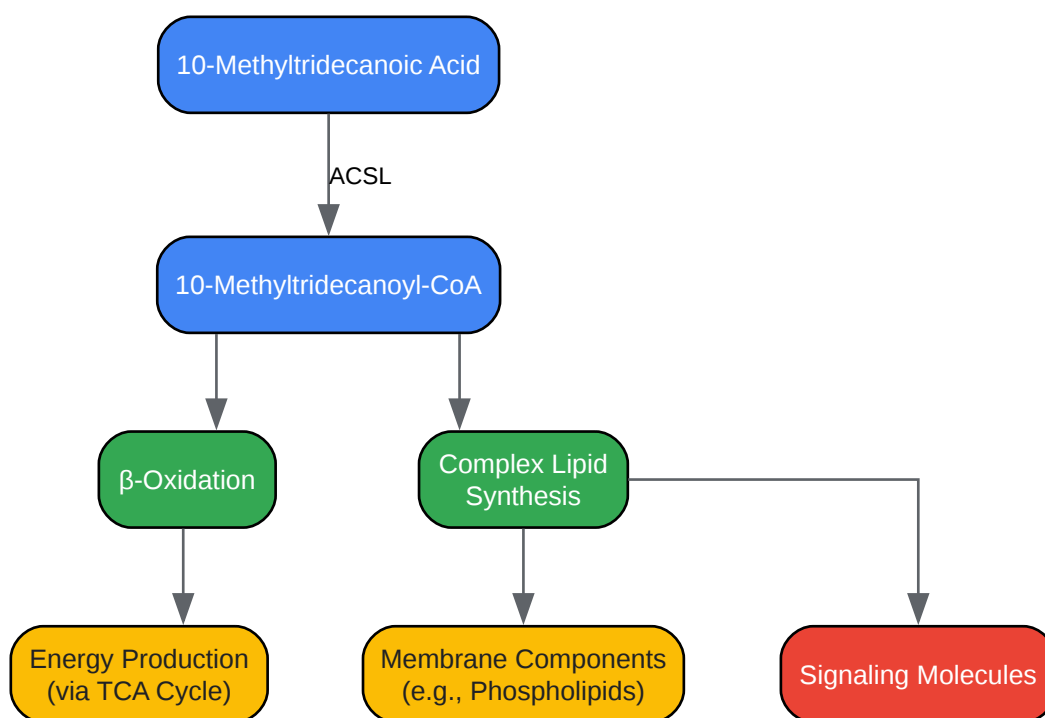 10-Methyltridecanoic Acid
ACSL
10-Methyltridecanoyl-CoA
β-Oxidation
Complex Lipid
Synthesis
Energy Production
(via TCA Cycle)
Membrane Components
(e.g., Phospholipids)
Signaling Molecules